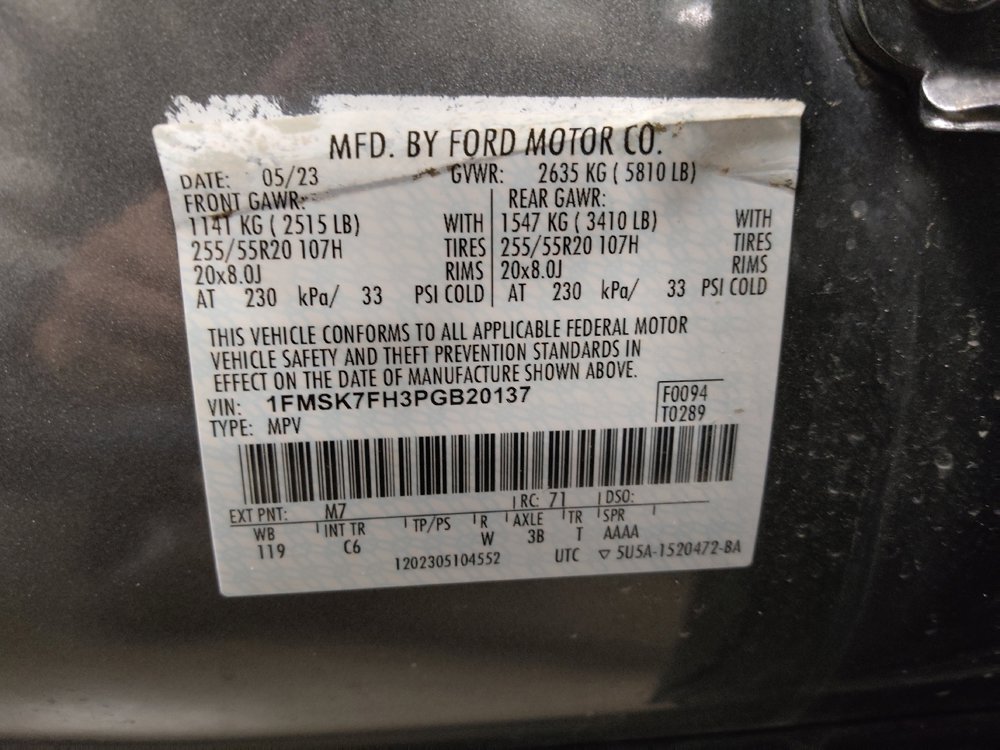 MFD. BY FORD MOTOR CO.
DATE: 05/23 GVWR: 2635 KG ( 5810 LB)
FRONT GAWR: REAR GAWR:
1141 KG ( 2515 LB) WITH 1547 KG ( 3410 LB) WITH
255/55R20 107H TIRES 255/55R20 107H TIRES
20x8.0J RIMS 20x8.0J RIMS
AT 230 kPa/ 33 PSI COLD AT 230 kPa/ 33 PSI COLD
THIS VEHICLE CONFORMS TO ALL APPLICABLE FEDERAL MOTOR
VEHICLE SAFETY AND THEFT PREVENTION STANDARDS IN
EFFECT ON THE DATE OF MANUFACTURE SHOWN ABOVE.
VIN: 1FMSK7FH3PGB20137 F0094
TYPE: MPV T0289
EXT PNT: M7 RC: 71 DSO:
WB INT TR TP/PS R AXLE TR SPR
119 C6 W 3B T AAAA
1202305104552 UTC ▽ 5U5A-1520472-BA